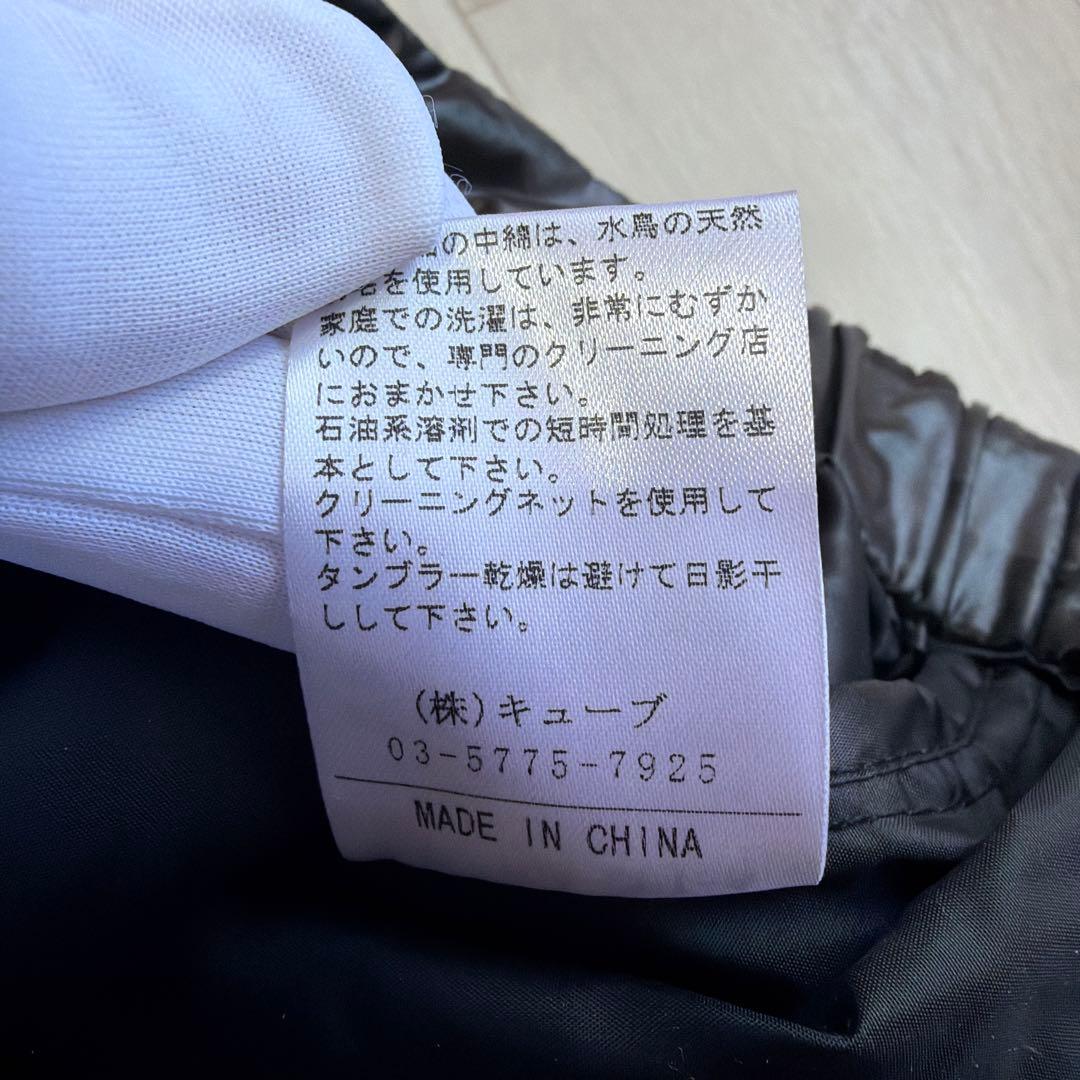 の中綿は、水鳥の天然
を使用しています。
家庭での洗濯は、非常にむずか
いので、専門のクリーニング店
におまかせ下さい。
石油系溶剤での短時間処理を基
本として下さい。
クリーニングネットを使用して
下さい。
タンブラー乾燥は避けて日影干
しして下さい。
(株)キューブ
03-5775-7925
MADE IN CHINA